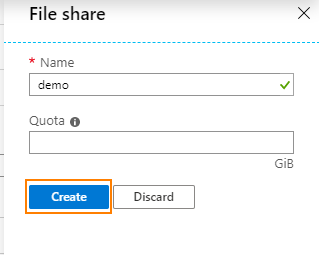 File share
* Name
demo
Quota
GiB
Create
Discard